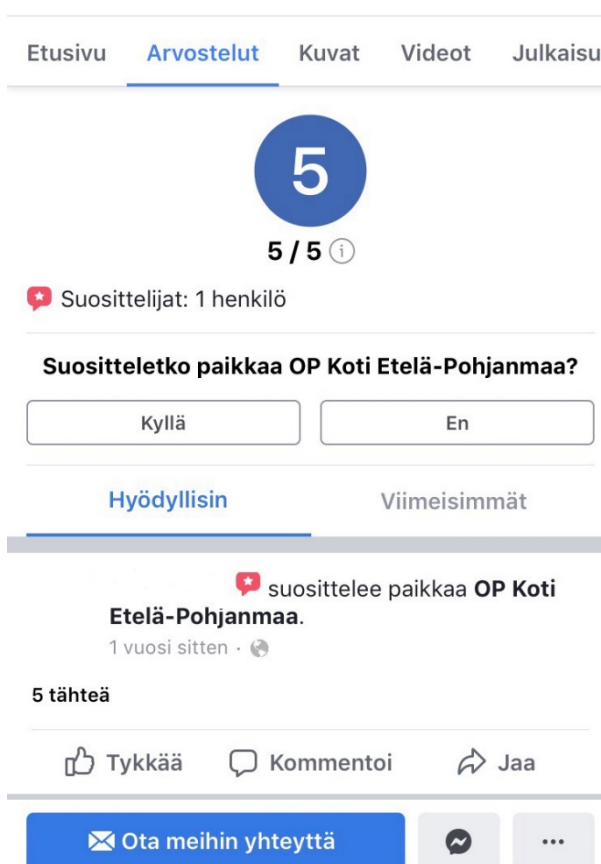 Etusivu Arvostelut Kuvat Videot Julkaisu
5
5 / 5
Suosittelijat: 1 henkilö
Suositteletko paikkaa OP Koti Etelä-Pohjanmaa?
Kyllä En
Hyödyllisin Viimeisimmät
suosittelee paikkaa OP Koti
Etelä-Pohjanmaa.
1 vuosi sitten ·
5 tähteä
Tykkää Kommentoi Jaa
Ota meihin yhteyttä